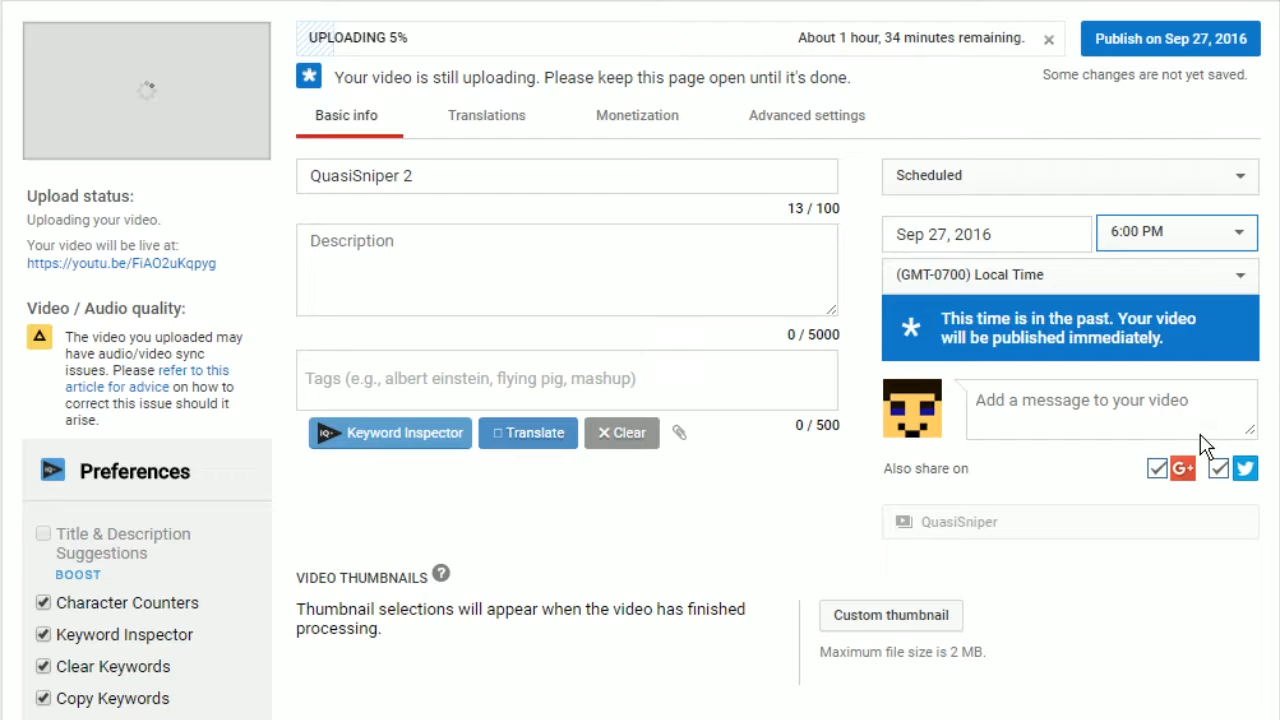 UPLOADING 5%
About 1 hour, 34 minutes remaining.
Publish on Sep 27, 2016
Your video is still uploading. Please keep this page open until it's done.
Some changes are not yet saved.
Basic info
Translations
Monetization
Advanced settings
Upload status:
Uploading your video.
Your video will be live at:
https://youtu.be/FiAO2uKqpyg
Video / Audio quality:
The video you uploaded may
have audio/video sync
issues. Please refer to this
article for advice on how to
correct this issue should it
arise.
IQ+
Preferences
Title & Description
Suggestions
BOOST
Character Counters
Keyword Inspector
Clear Keywords
Copy Keywords
QuasiSniper 2
13 / 100
Description
0 / 5000
Tags (e.g., albert einstein, flying pig, mashup)
IQ+ Keyword Inspector
Translate
Clear
0 / 500
VIDEO THUMBNAILS ?
Thumbnail selections will appear when the video has finished
processing.
Scheduled
Sep 27, 2016
6:00 PM
(GMT-0700) Local Time
This time is in the past. Your video
will be published immediately.
Add a message to your video
Also share on
G+
QuasiSniper
Custom thumbnail
Maximum file size is 2 MB.